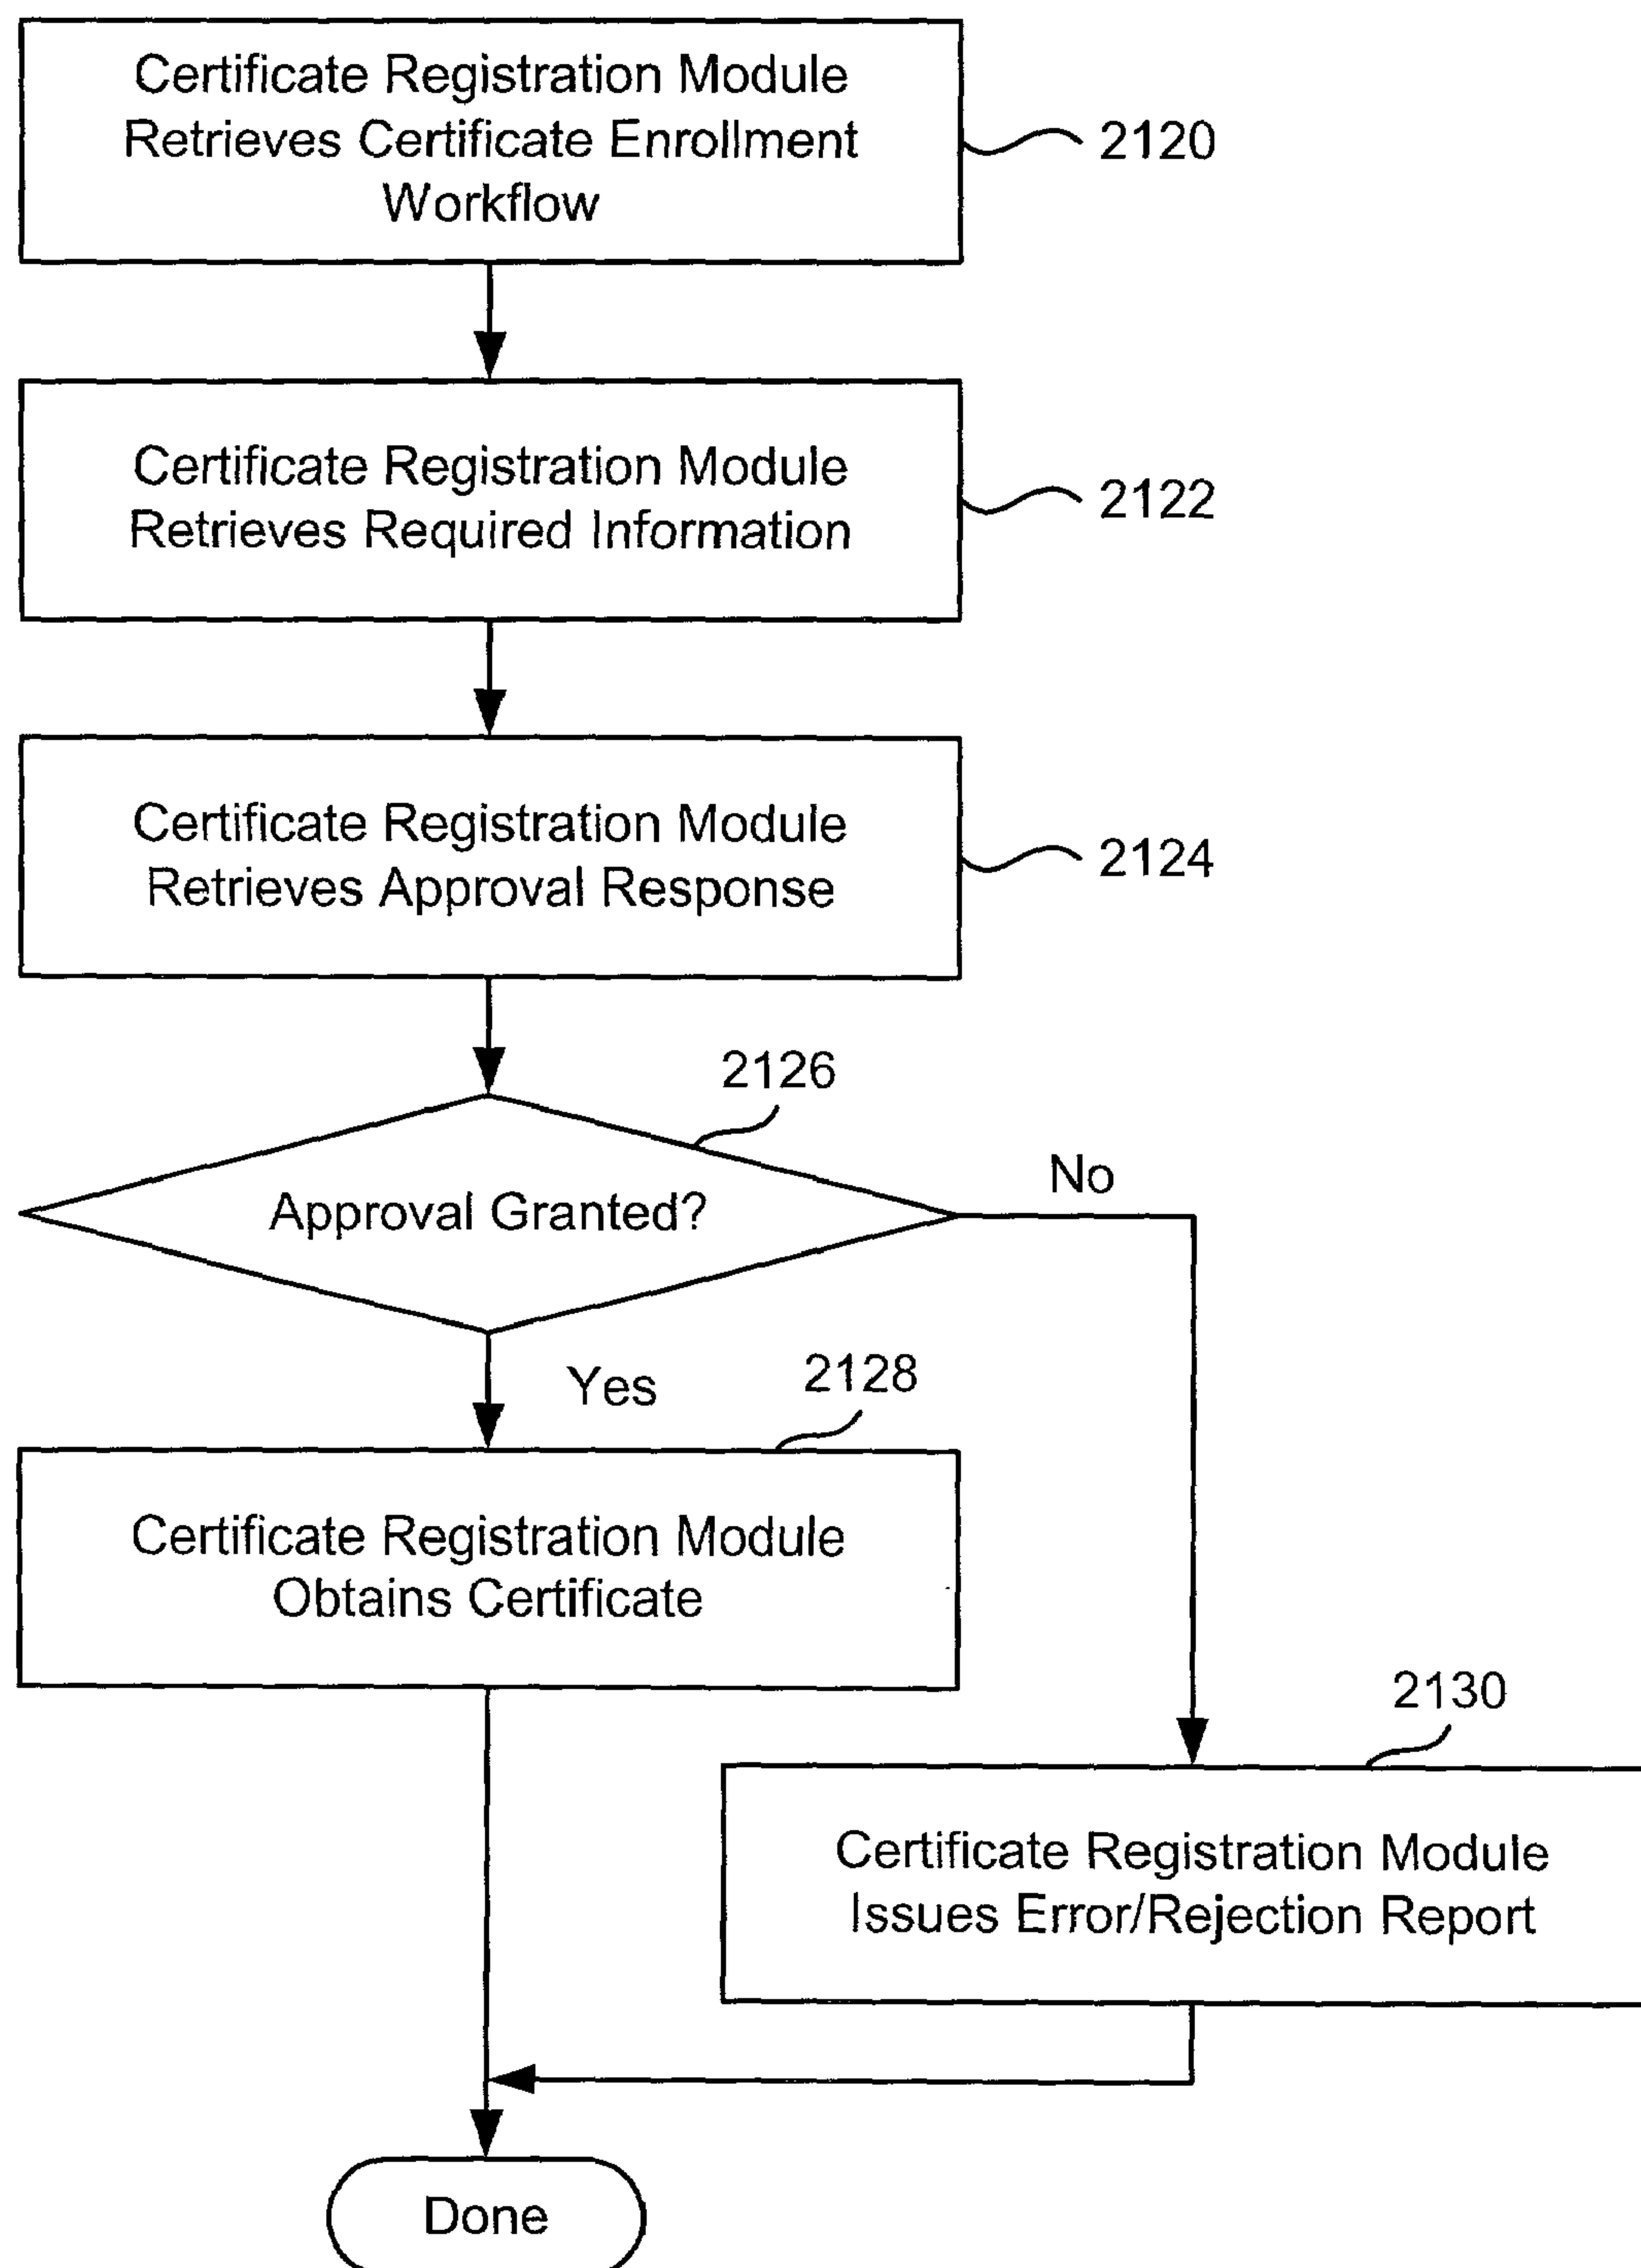 Certificate Registration Module
Retrieves Certificate Enrollment
Workflow
2120
Certificate Registration Module
Retrieves Required Information
2122
Certificate Registration Module
Retrieves Approval Response
2124
2126
Approval Granted?
No
Yes
2128
Certificate Registration Module
Obtains Certificate
2130
Certificate Registration Module
Issues Error/Rejection Report
Done